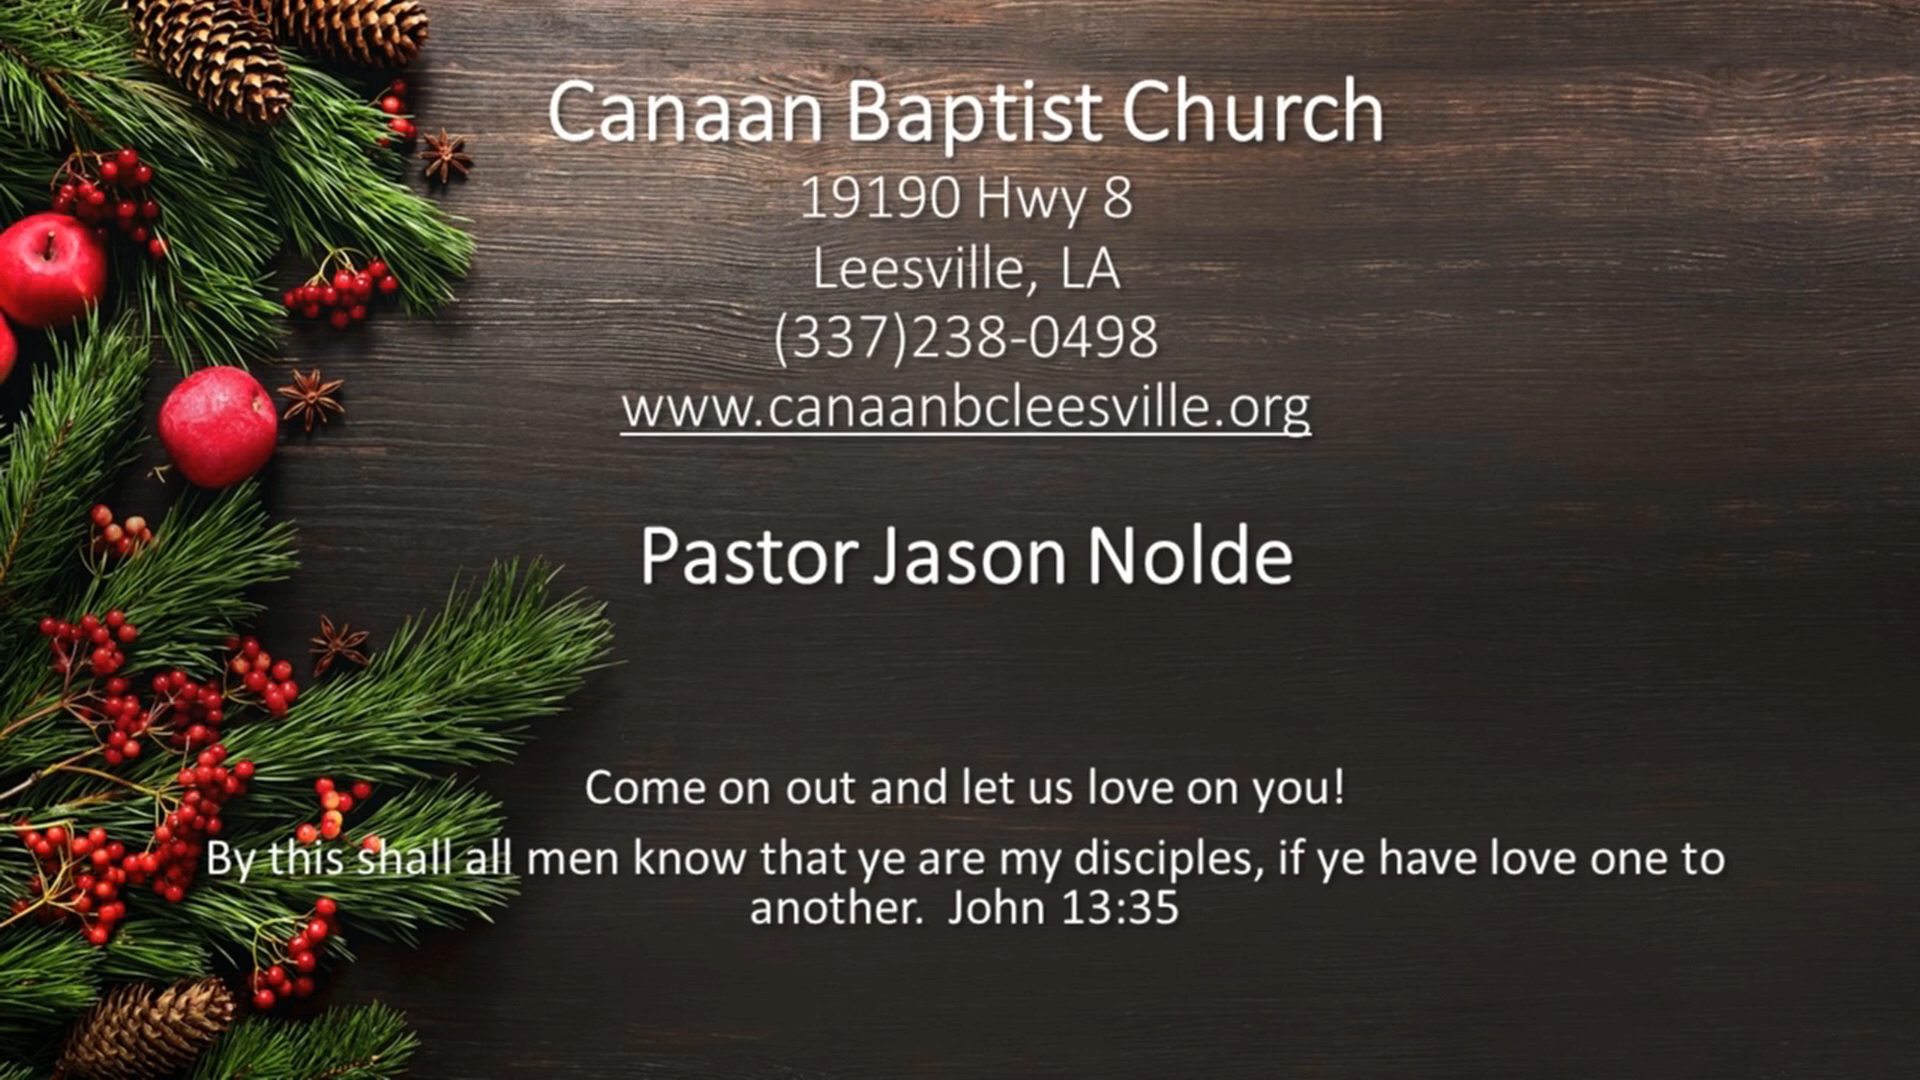 Canaan Baptist Church
19190 Hwy 8
Leesville, LA
(337)238-0498
www.canaanbcleesville.org
Pastor Jason Nolde
Come on out and let us love on you!
By this shall all men know that ye are my disciples, if ye have love one to
another.  John 13:35